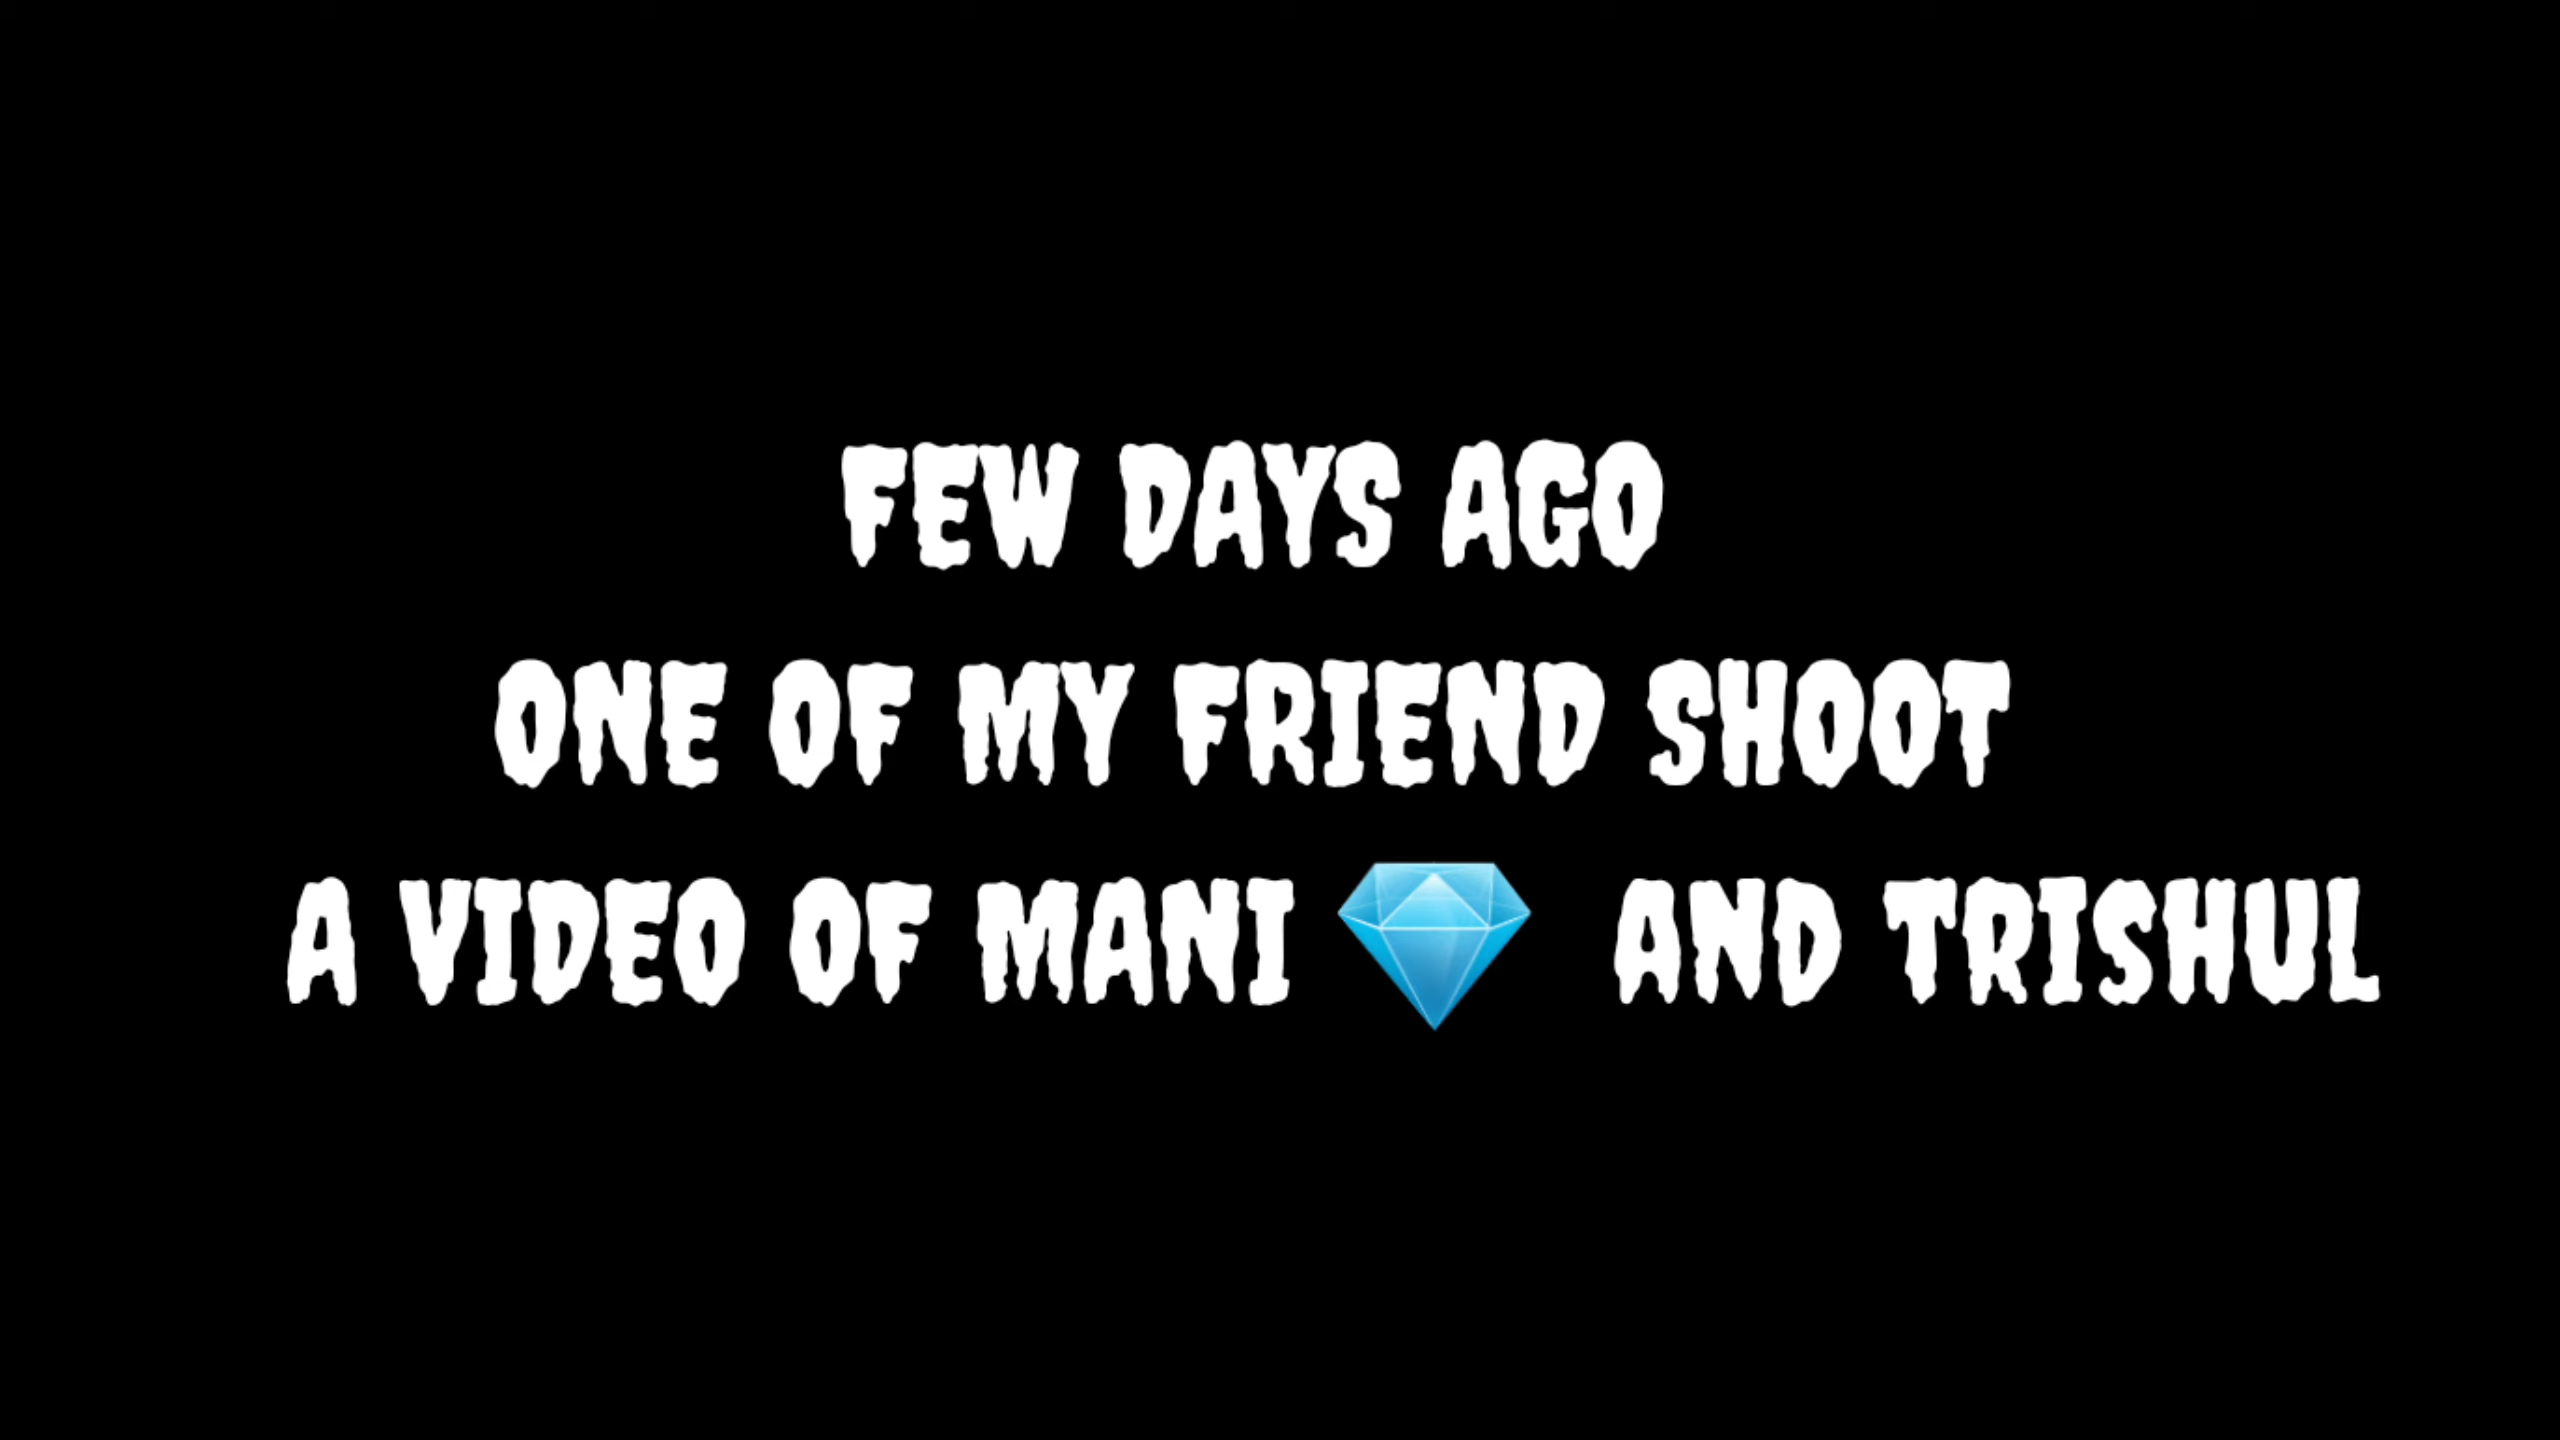 FEW DAYS AGO
ONE OF MY FRIEND SHOOT
A VIDEO OF MANI 💎 AND TRISHUL